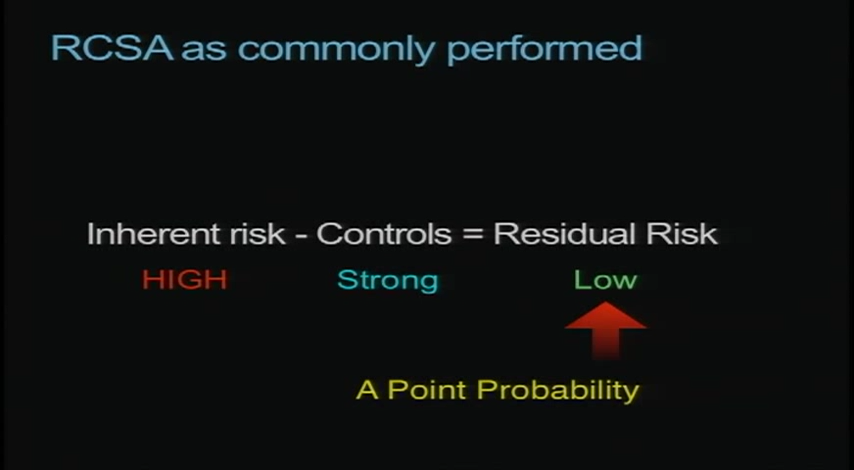 RCSA as commonly performed
Inherent risk - Controls = Residual Risk
HIGH Strong Low
A Point Probability